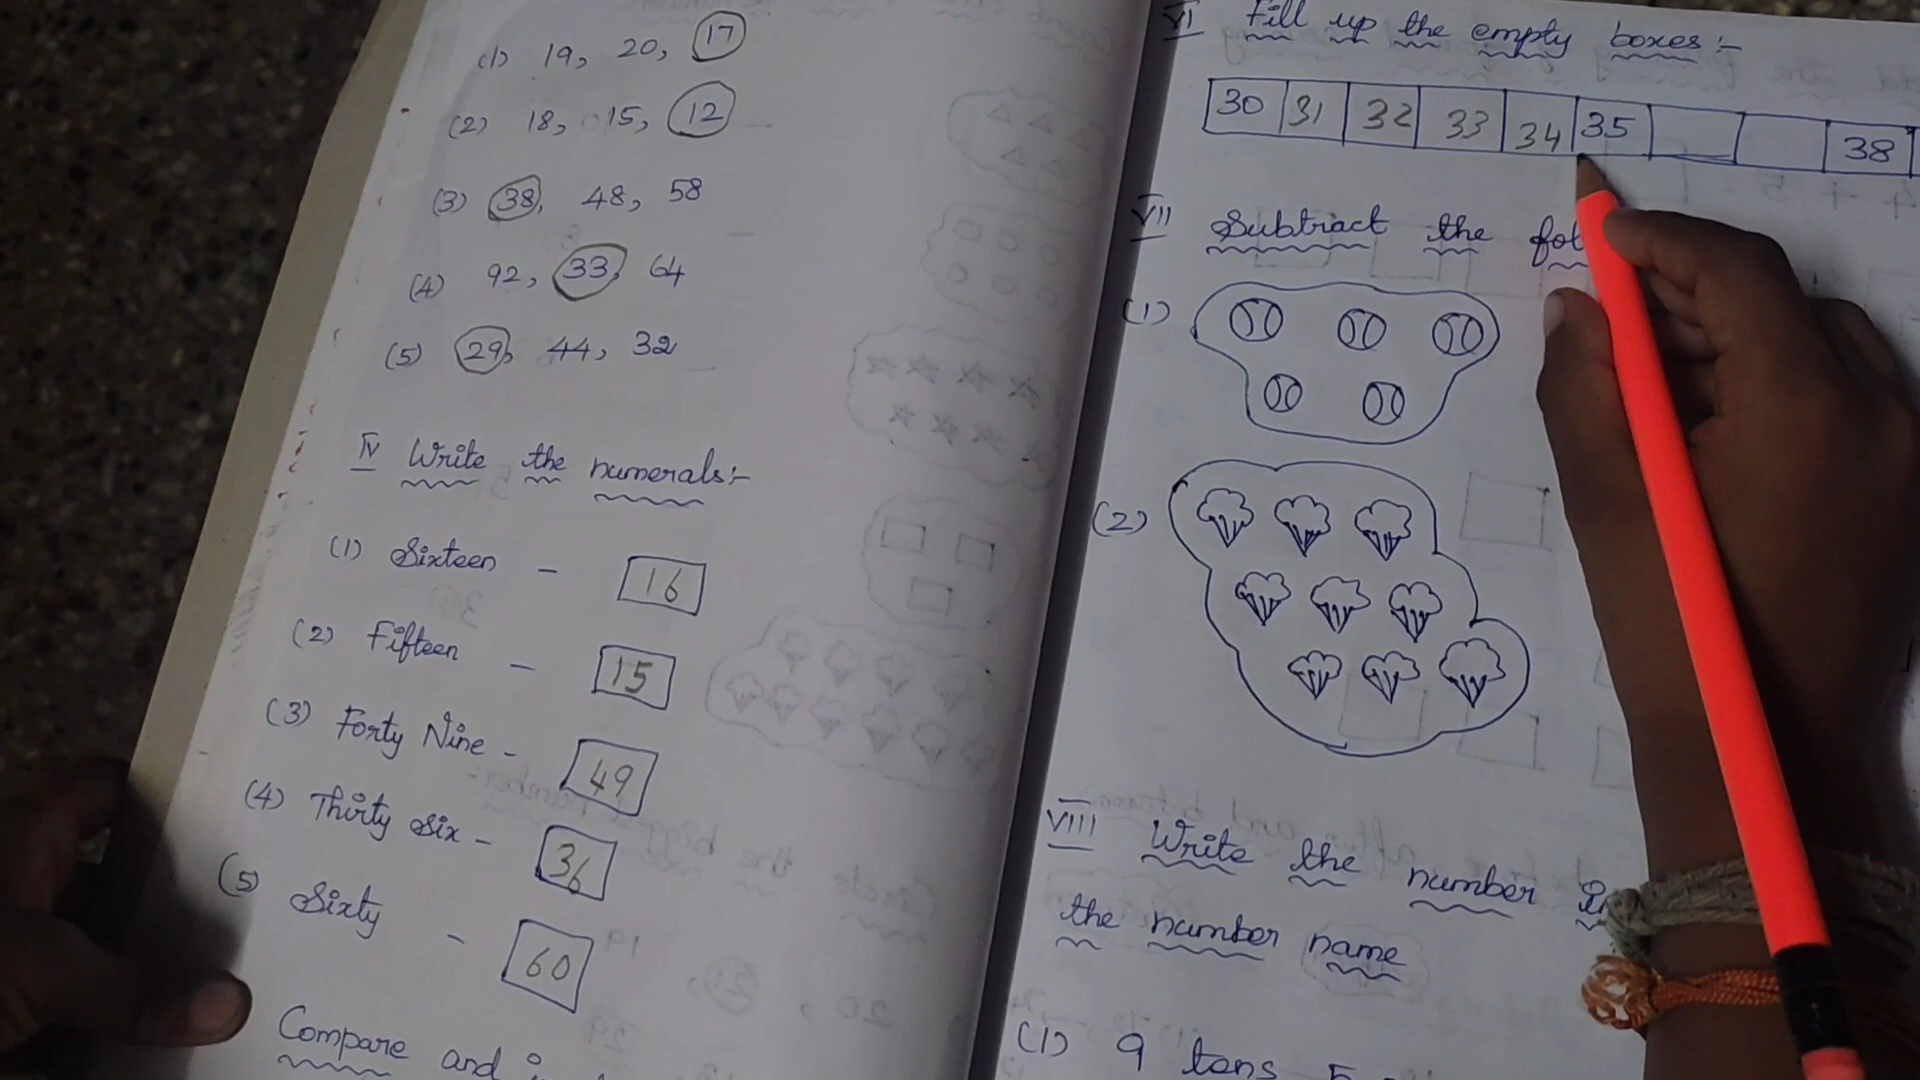 (1) 19, 20, 17
(2) 18, 15, 12
(3) 38, 48, 58
(4) 92, 33, 64
(5) 29, 44, 32
IV Write the numerals:-
(1) Sixteen - 16
(2) Fifteen - 15
(3) Forty Nine - 49
(4) Thirty Six - 36
(5) Sixty - 60
Compare and
VI Fill up the empty boxes:-
30 31 32 33 34 35 38
VII Subtract the
(1)
(2)
VIII Write the number in
the number name
(1) 9 tens 5